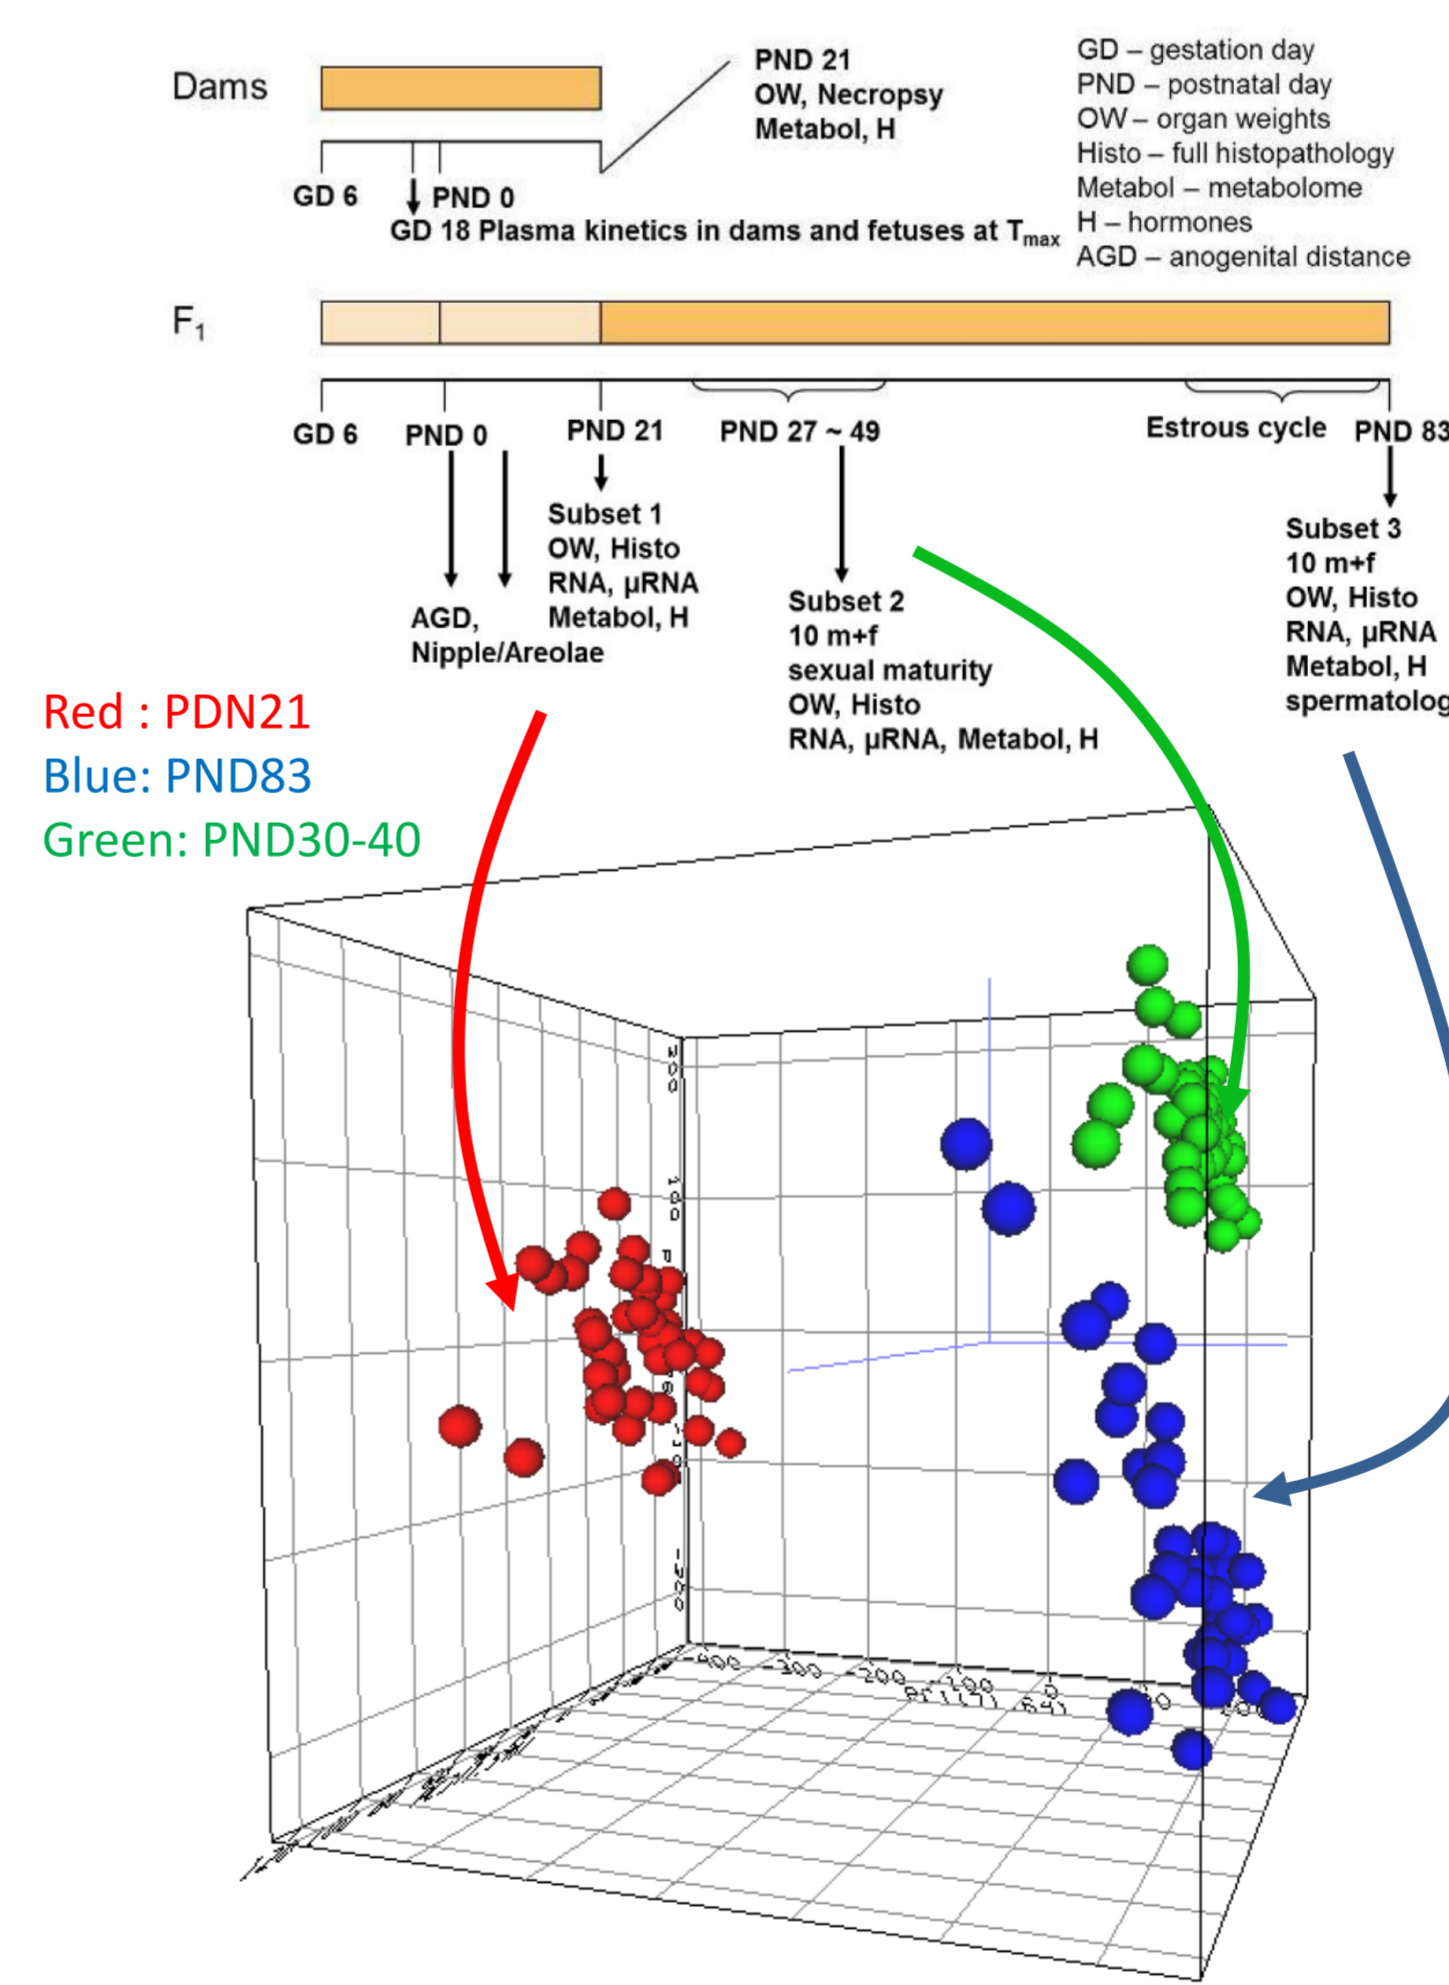 Dams
PND 21
OW, Necropsy
Metabol, H
GD – gestation day
PND – postnatal day
OW – organ weights
Histo – full histopathology
Metabol – metabolome
H – hormones
AGD – anogenital distance
GD 6
PND 0
GD 18 Plasma kinetics in dams and fetuses at Tmax
F1
GD 6
PND 0
PND 21
PND 27 ~ 49
Estrous cycle
PND 83
AGD,
Nipple/Areolae
Subset 1
OW, Histo
RNA, µRNA
Metabol, H
Subset 2
10 m+f
sexual maturity
OW, Histo
RNA, µRNA, Metabol, H
Subset 3
10 m+f
OW, Histo
RNA, µRNA
Metabol, H
spermatolog
Red : PDN21
Blue: PND83
Green: PND30-40
200
100
-200
-400
-300
-200
-100
0